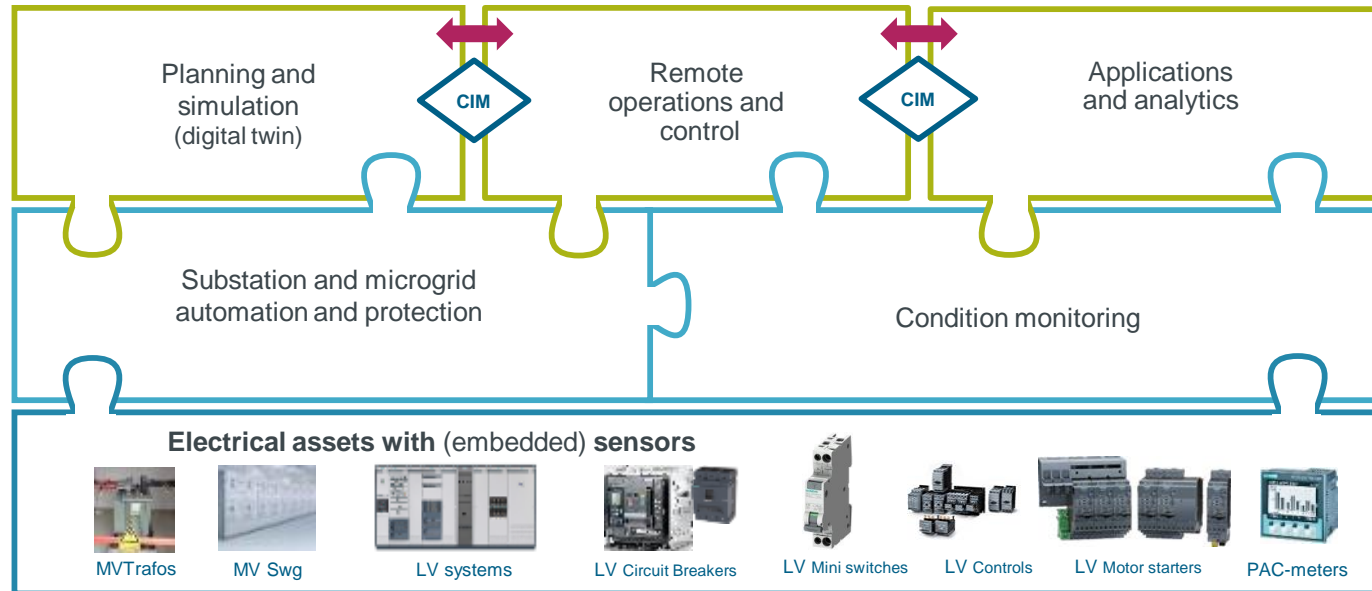 Planning and
simulation
(digital twin)
CIM
Remote
operations and
control
CIM
Applications
and analytics
Substation and microgrid
automation and protection
Condition monitoring
Electrical assets with (embedded) sensors
MVTrafos
MV Swg
LV systems
LV Circuit Breakers
LV Mini switches
LV Controls
LV Motor starters
PAC-meters